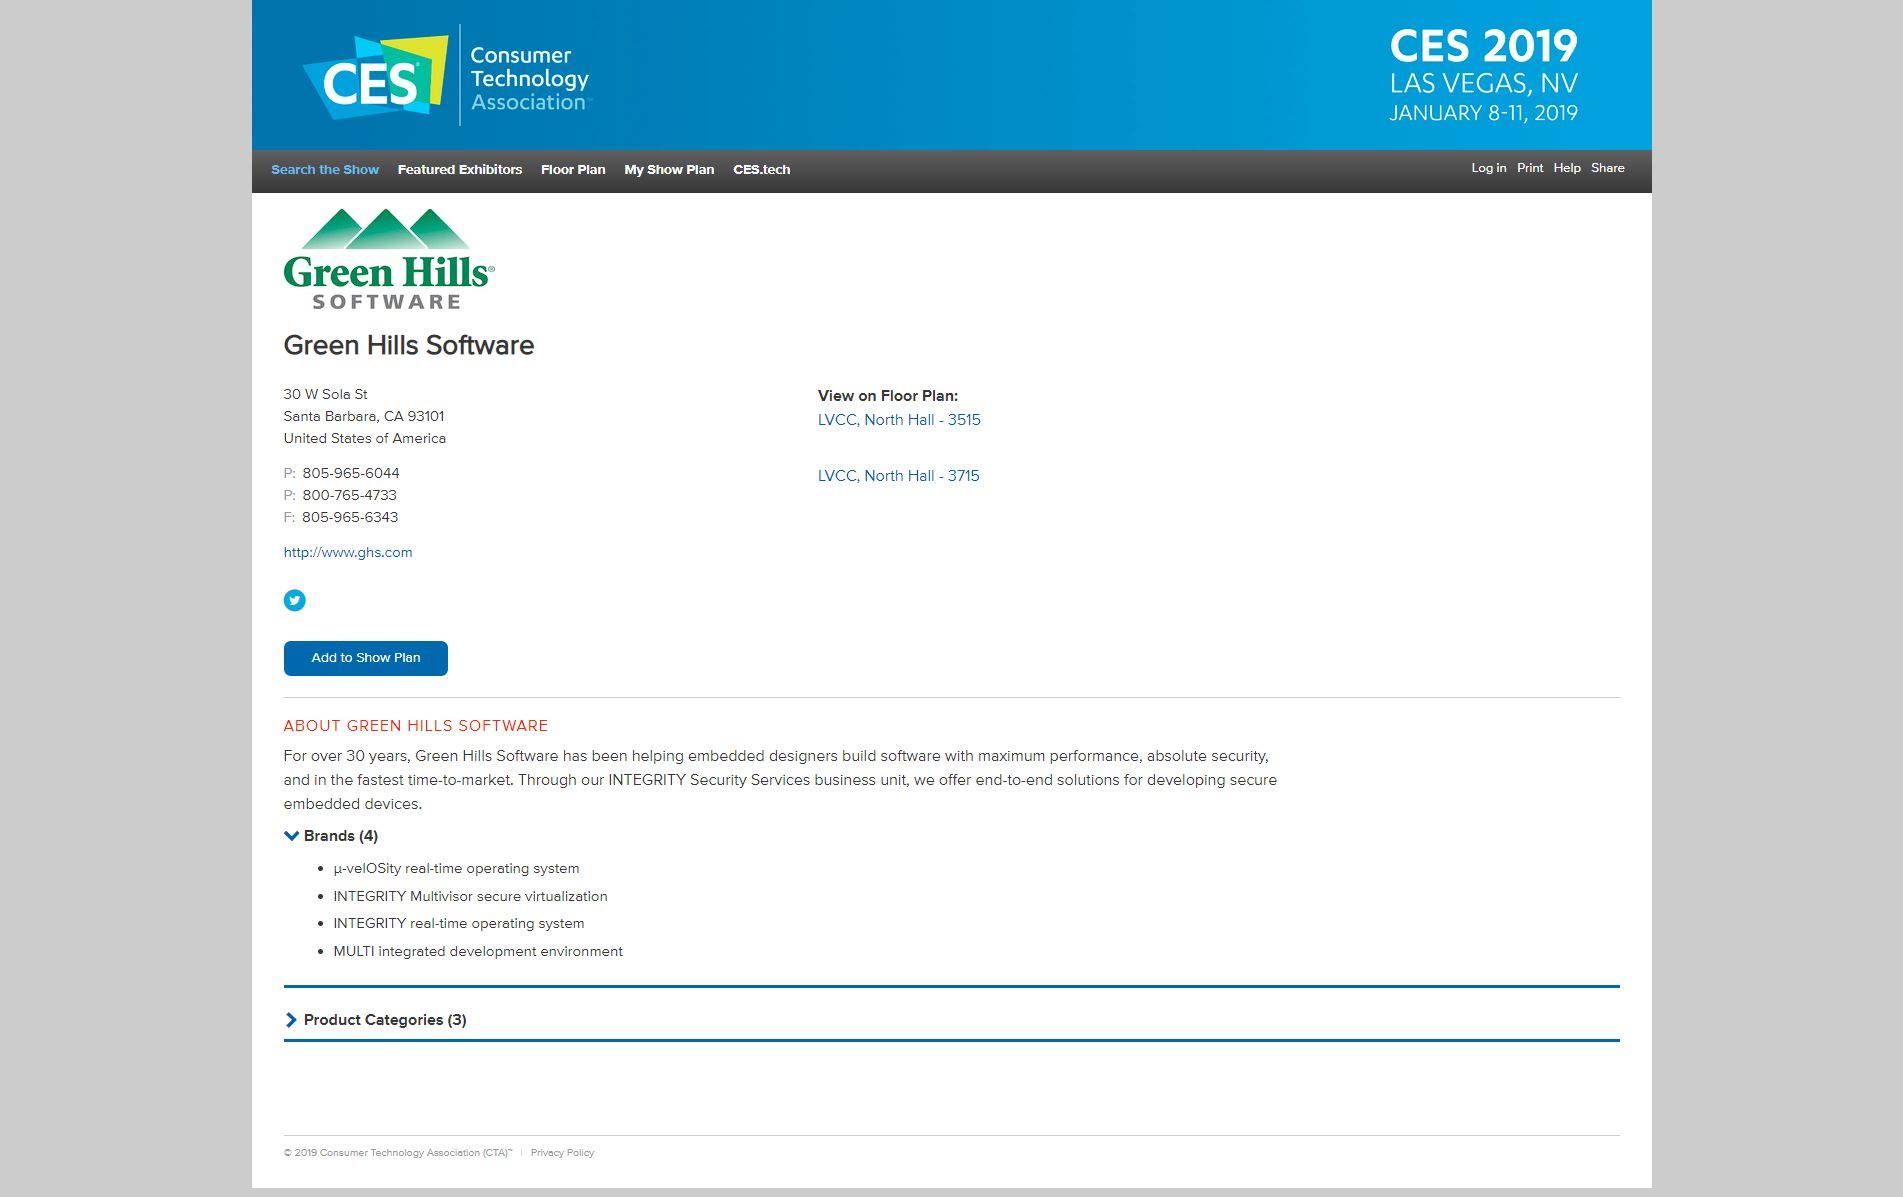 CES
Consumer
Technology
Association™
CES 2019
LAS VEGAS, NV
JANUARY 8-11, 2019
Search the Show Featured Exhibitors Floor Plan My Show Plan CES.tech
Log in Print Help Share
Green Hills®
SOFTWARE
Green Hills Software
30 W Sola St
Santa Barbara, CA 93101
United States of America
P: 805-965-6044
P: 800-765-4733
F: 805-965-6343
http://www.ghs.com
View on Floor Plan:
LVCC, North Hall - 3515
LVCC, North Hall - 3715
Add to Show Plan
ABOUT GREEN HILLS SOFTWARE
For over 30 years, Green Hills Software has been helping embedded designers build software with maximum performance, absolute security,
and in the fastest time-to-market. Through our INTEGRITY Security Services business unit, we offer end-to-end solutions for developing secure
embedded devices.
Brands (4)
• µ-velOSity real-time operating system
• INTEGRITY Multivisor secure virtualization
• INTEGRITY real-time operating system
• MULTI integrated development environment
Product Categories (3)
© 2019 Consumer Technology Association (CTA)™ | Privacy Policy